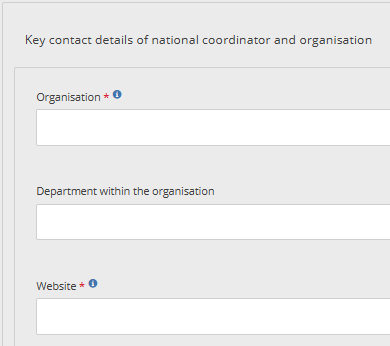 Key contact details of national coordinator and organisation
Organisation *
Department within the organisation
Website *